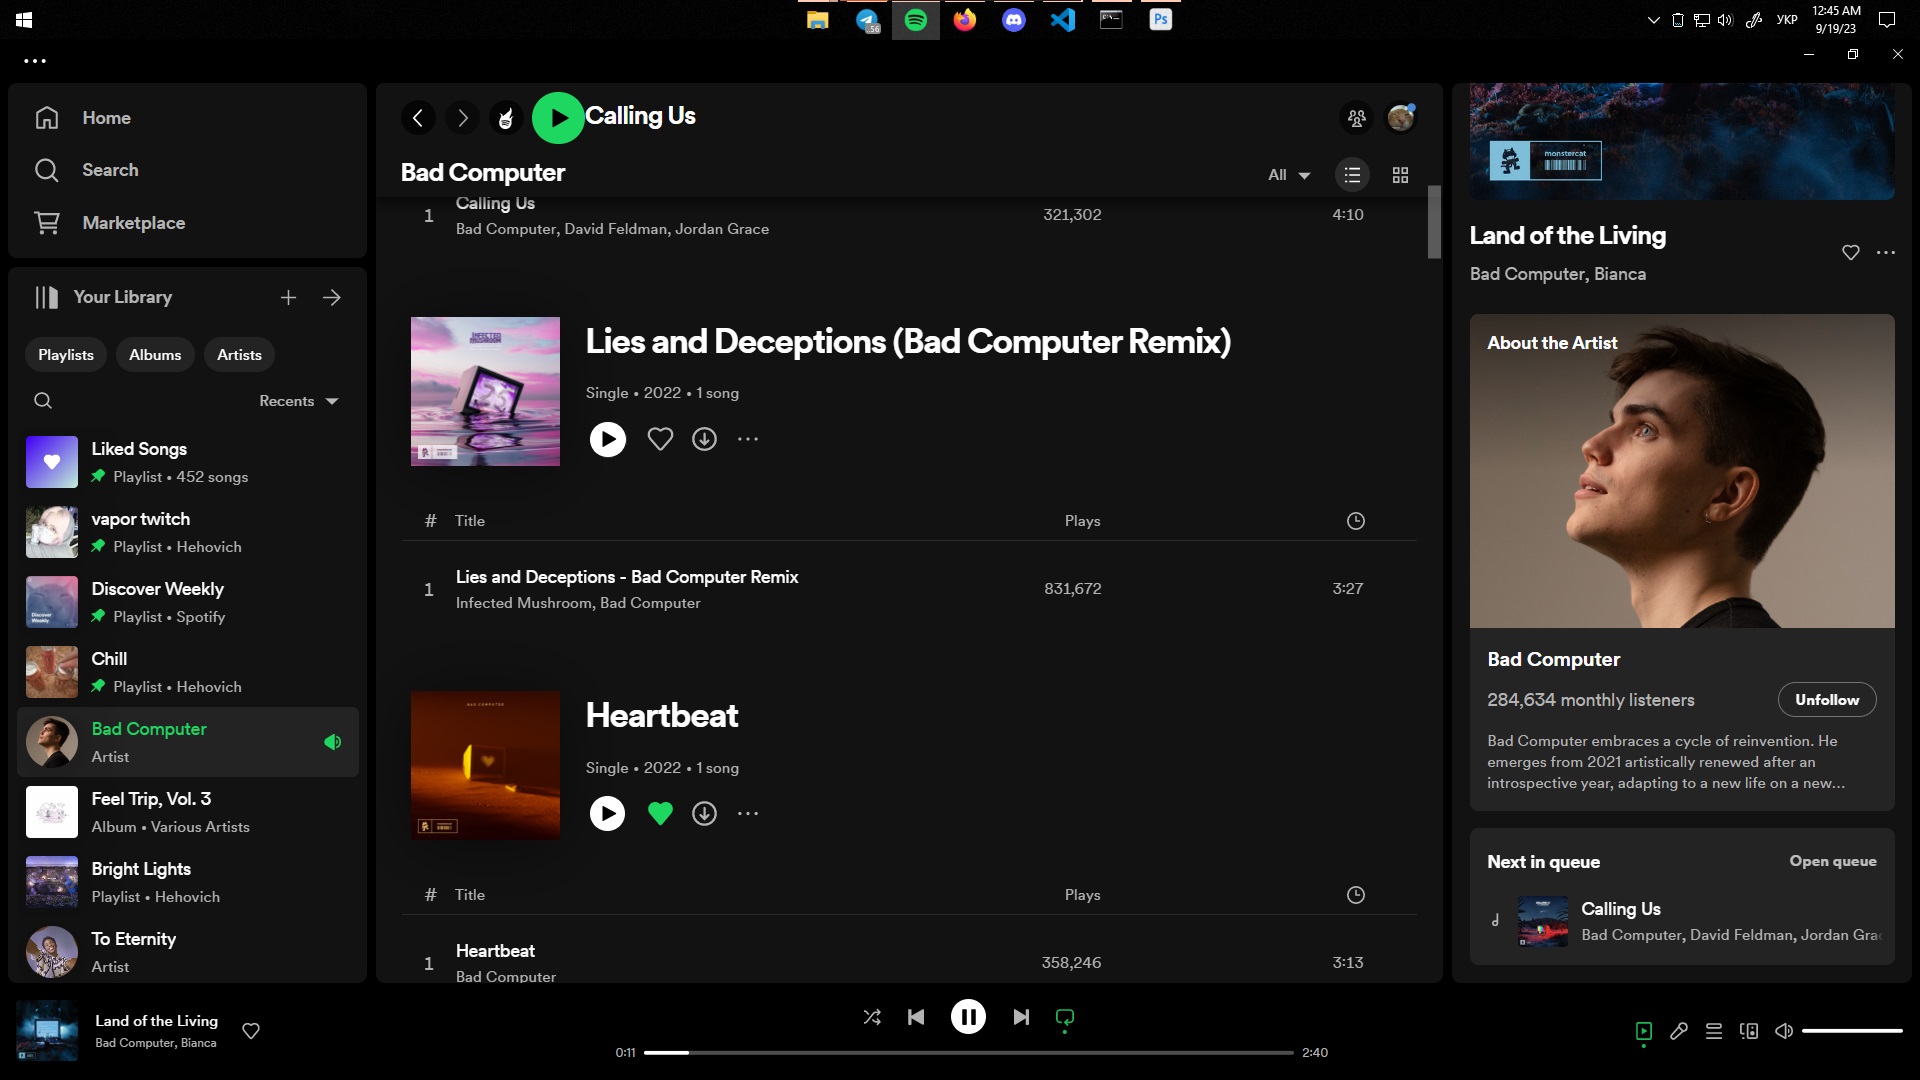 .56
Ps
УКР
12:45 AM
9/19/23
Home
Search
Marketplace
Your Library
Playlists
Albums
Artists
Recents
Liked Songs
Playlist • 452 songs
vapor twitch
Playlist • Hehovich
Discover Weekly
Discover
Weekly
Playlist • Spotify
Chill
Playlist • Hehovich
Bad Computer
Artist
Feel Trip, Vol. 3
Album • Various Artists
Bright Lights
Playlist • Hehovich
To Eternity
Artist
Calling Us
Bad Computer
All
1
Calling Us
321,302
4:10
Bad Computer, David Feldman, Jordan Grace
INFECTED
MUSHROOM
Lies and Deceptions (Bad Computer Remix)
Single • 2022 • 1 song
# Title
Plays
1
Lies and Deceptions - Bad Computer Remix
831,672
3:27
Infected Mushroom, Bad Computer
BAD COMPUTER
Heartbeat
Single • 2022 • 1 song
# Title
Plays
1
Heartbeat
358,246
3:13
Bad Computer
monstercat
Land of the Living
Bad Computer, Bianca
About the Artist
Bad Computer
284,634 monthly listeners
Unfollow
Bad Computer embraces a cycle of reinvention. He
emerges from 2021 artistically renewed after an
introspective year, adapting to a new life on a new...
Next in queue
Open queue
Calling Us
Bad Computer, David Feldman, Jordan Gra
Land of the Living
Bad Computer, Bianca
0:11
2:40